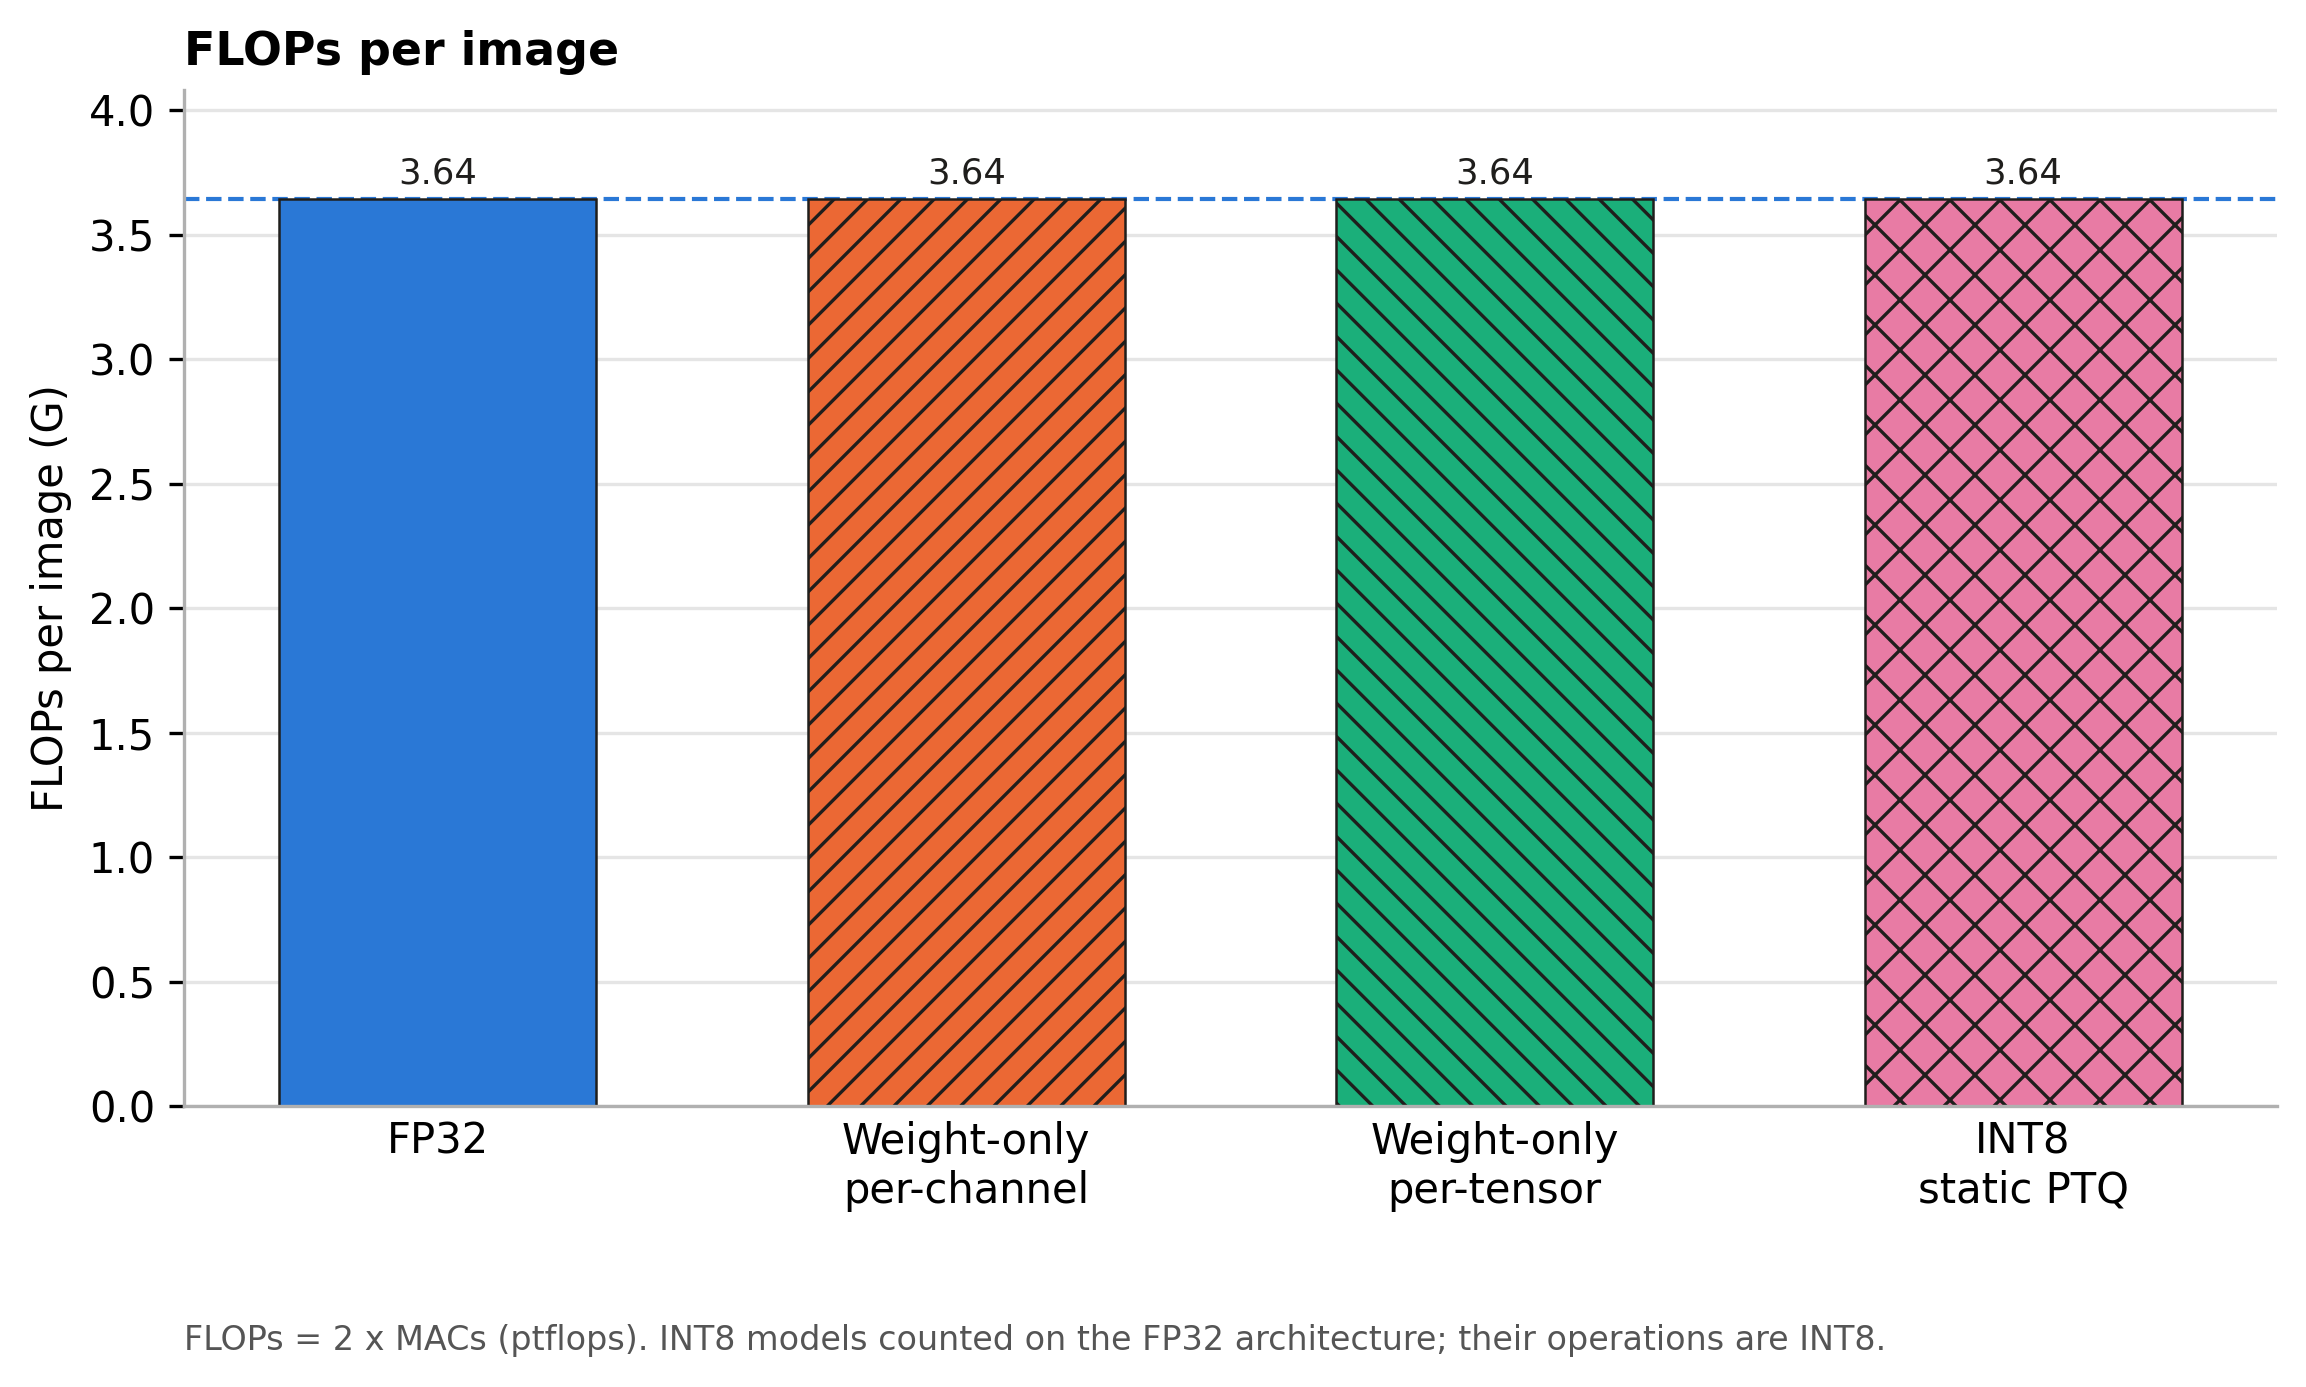 FLOPs per image
FLOPs per image (G)
4.0
3.5
3.0
2.5
2.0
1.5
1.0
0.5
0.0
3.64 3.64 3.64 3.64
FP32
Weight-only
per-channel
Weight-only
per-tensor
INT8
static PTQ
FLOPs = 2 x MACs (ptflops). INT8 models counted on the FP32 architecture; their operations are INT8.